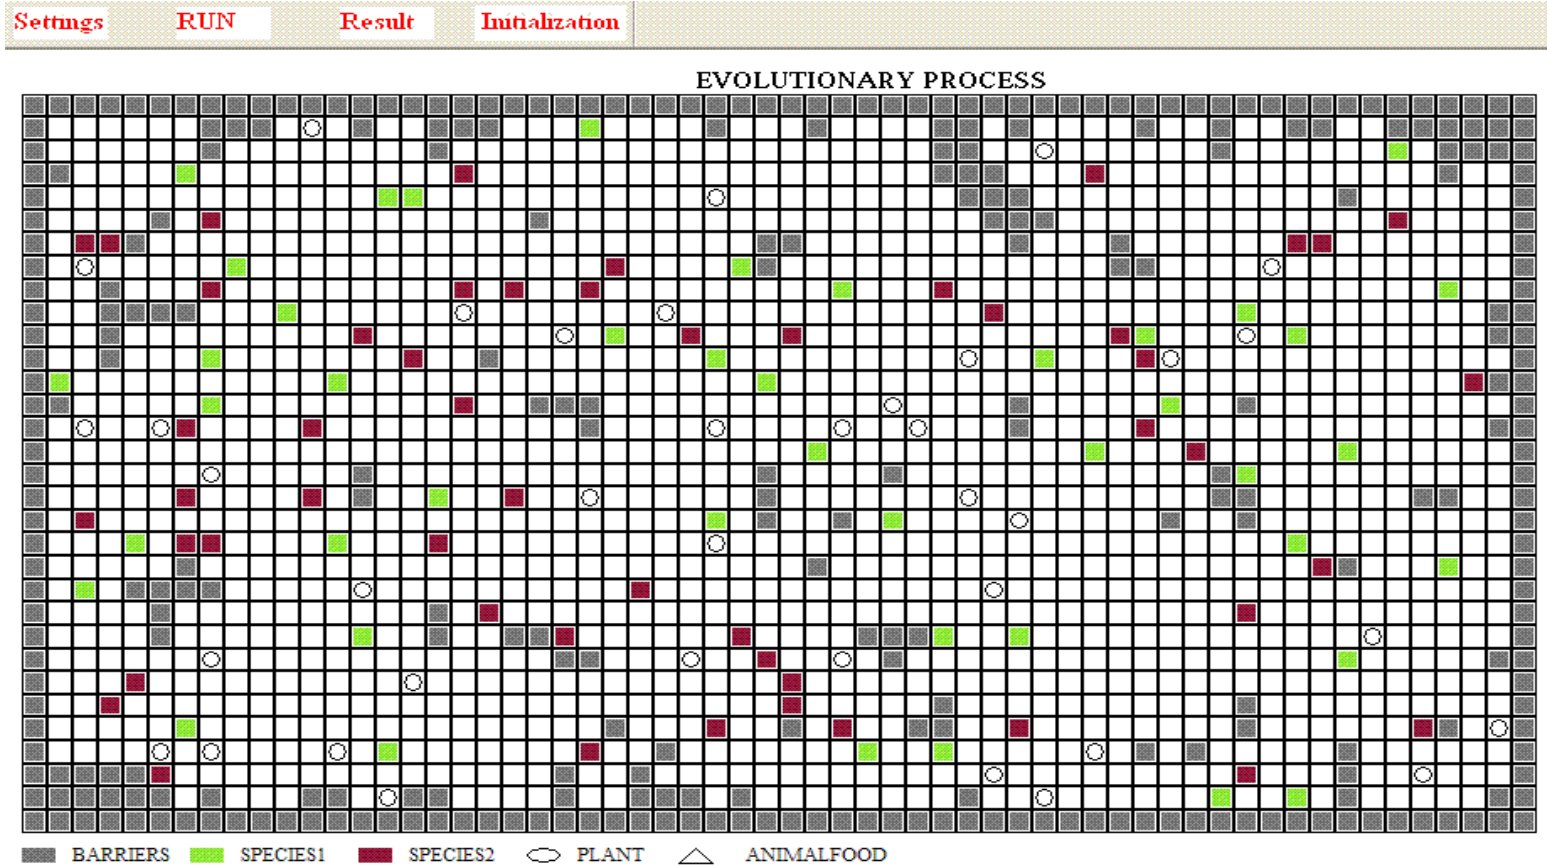 Settings RUN Result Initialization
EVOLUTIONARY PROCESS
BARRIERS SPECIES1 SPECIES2 PLANT ANIMALFOOD